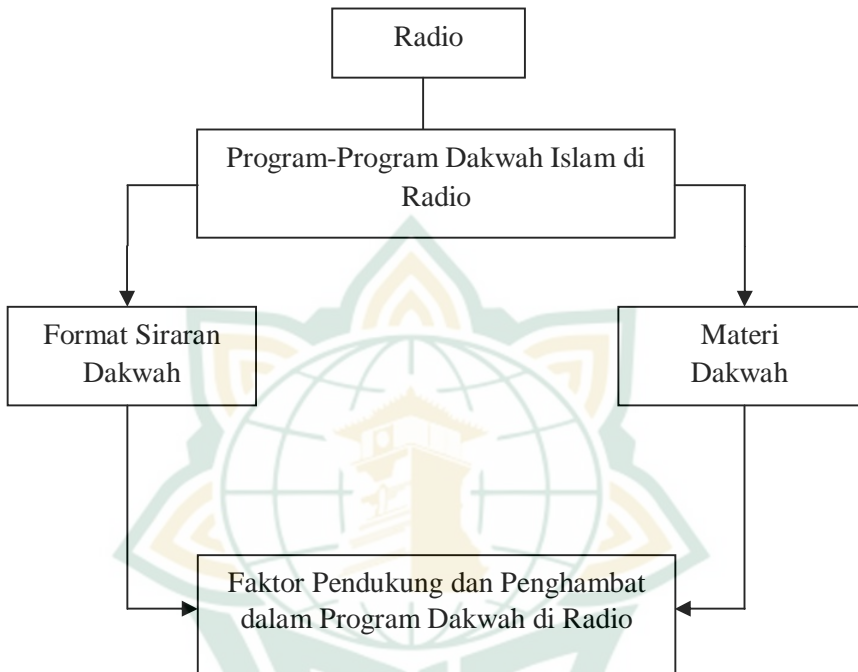 Radio
Program-Program Dakwah Islam di
Radio
Format Siraran
Dakwah
Materi
Dakwah
Faktor Pendukung dan Penghambat
dalam Program Dakwah di Radio